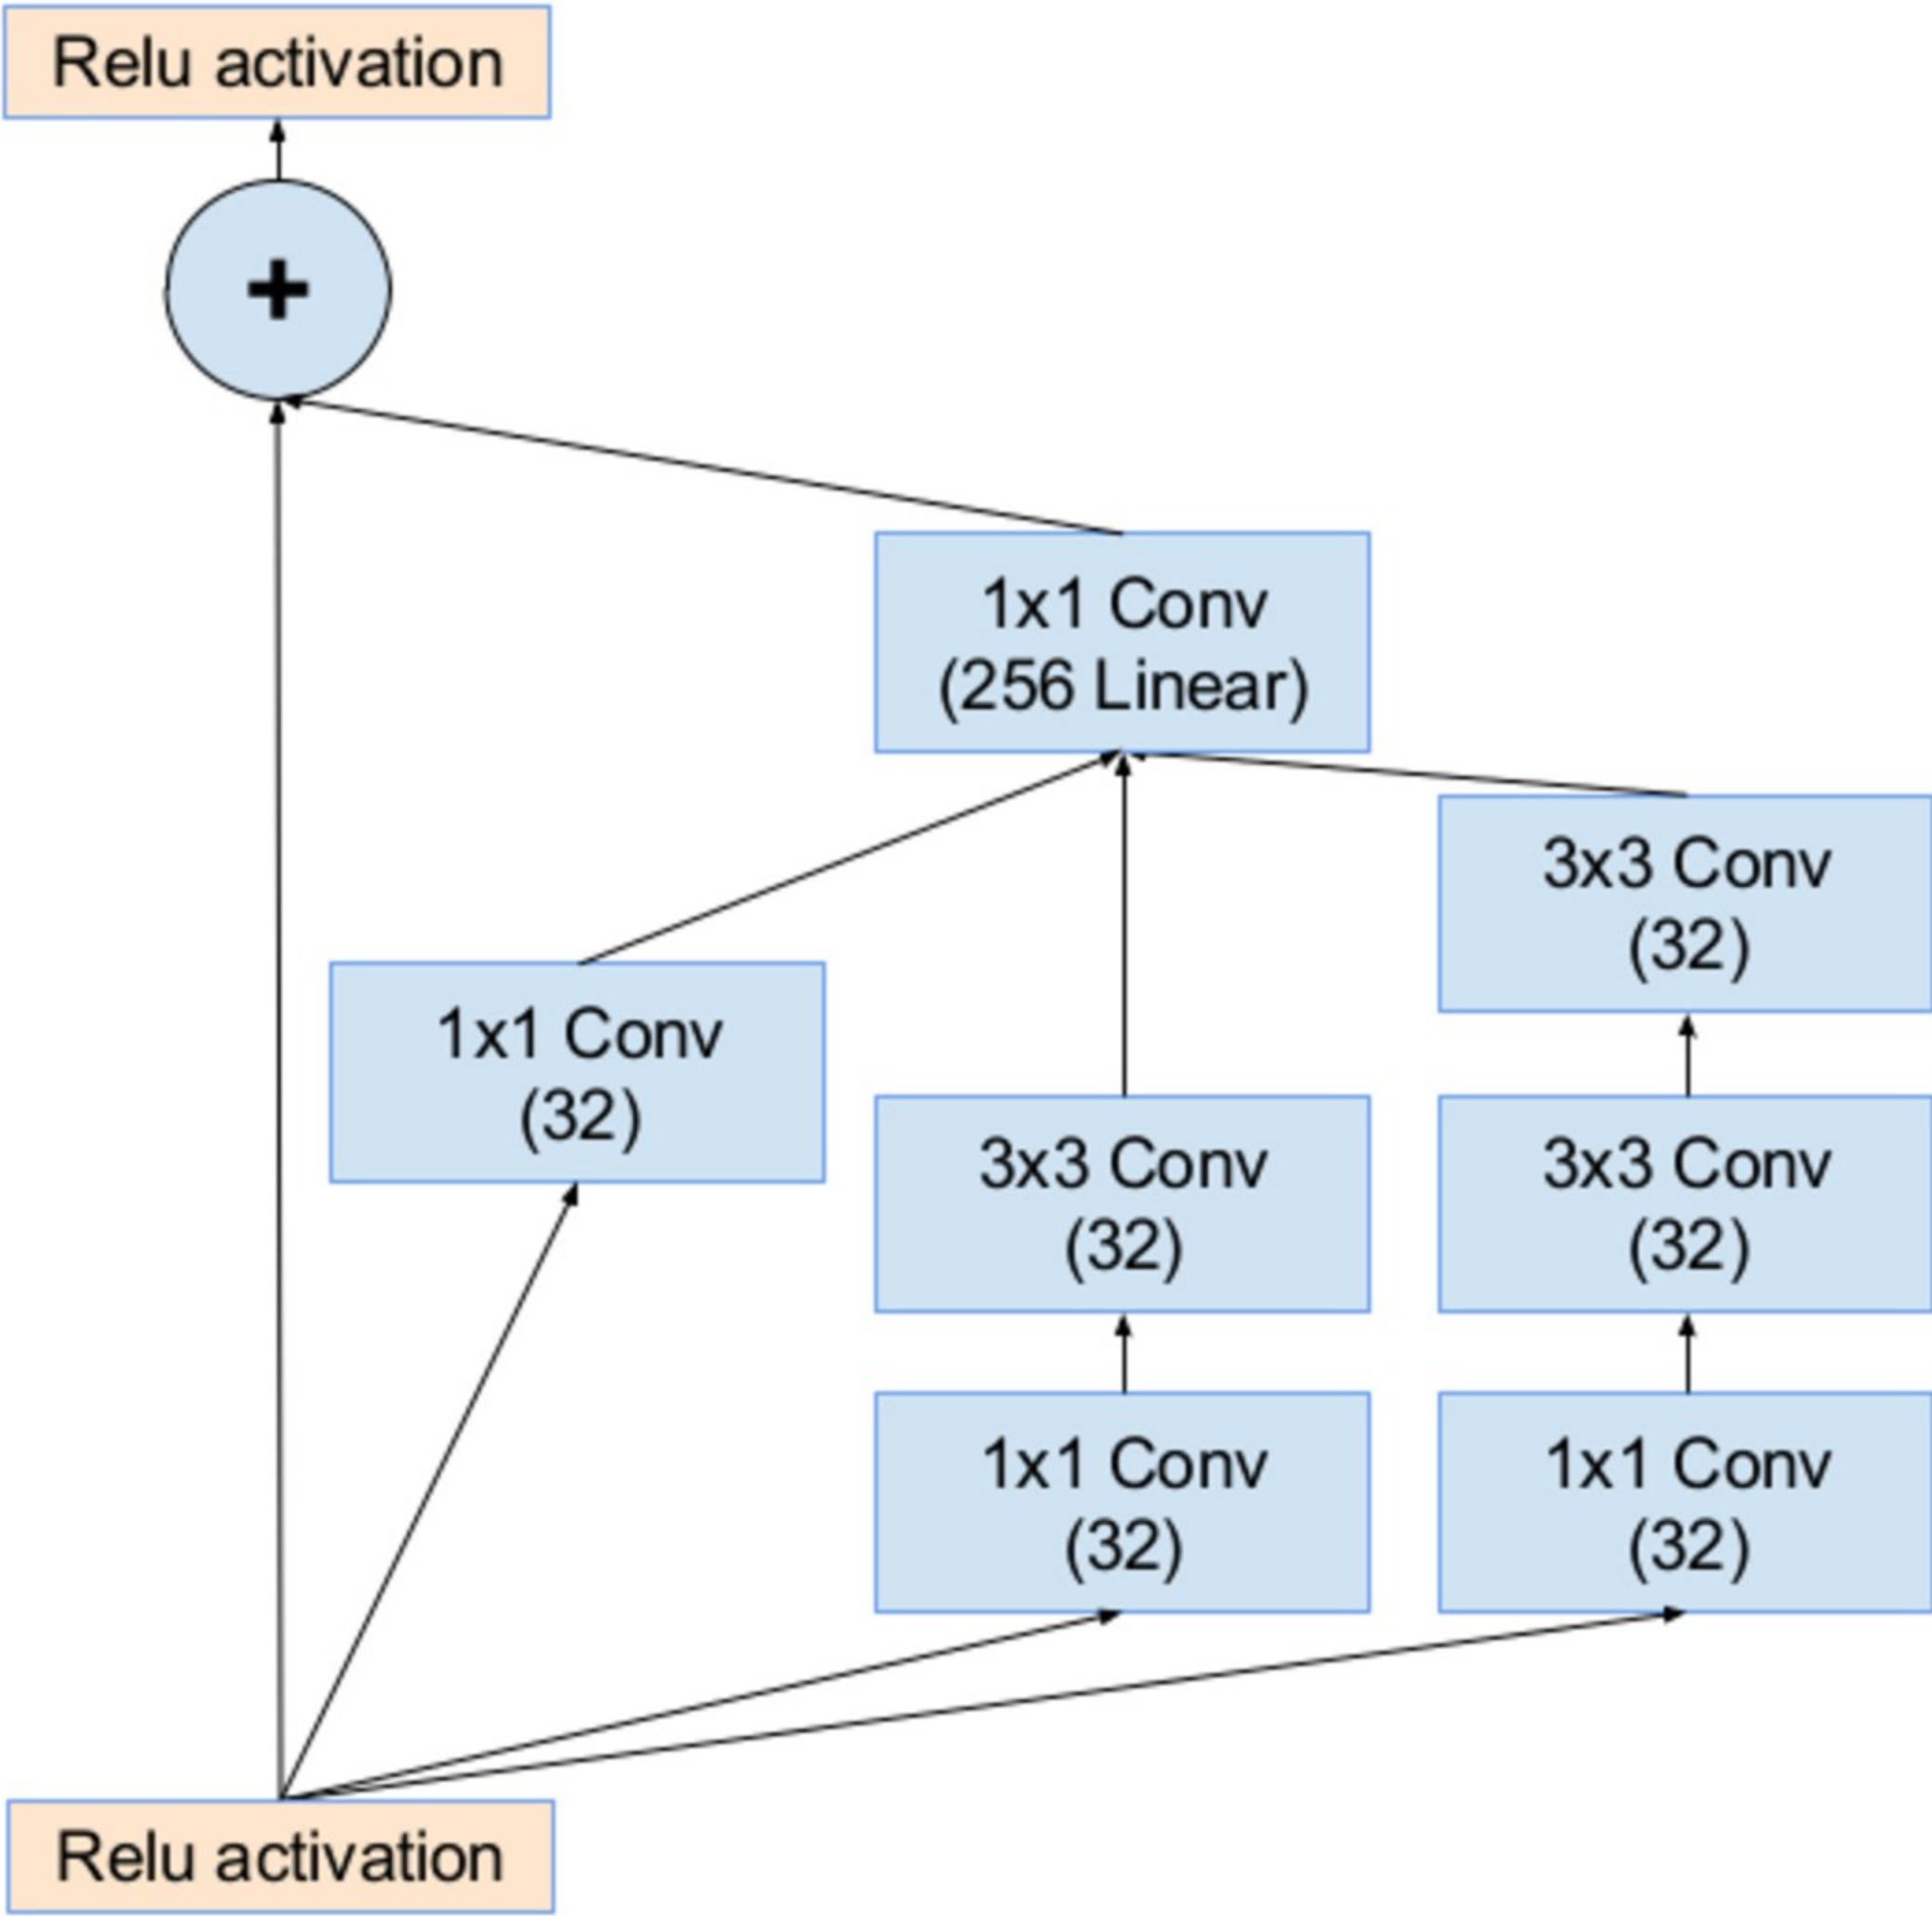 Relu activation
+
1x1 Conv
(256 Linear)
3x3 Conv
(32)
1x1 Conv
(32)
3x3 Conv
(32)
3x3 Conv
(32)
1x1 Conv
(32)
1x1 Conv
(32)
Relu activation